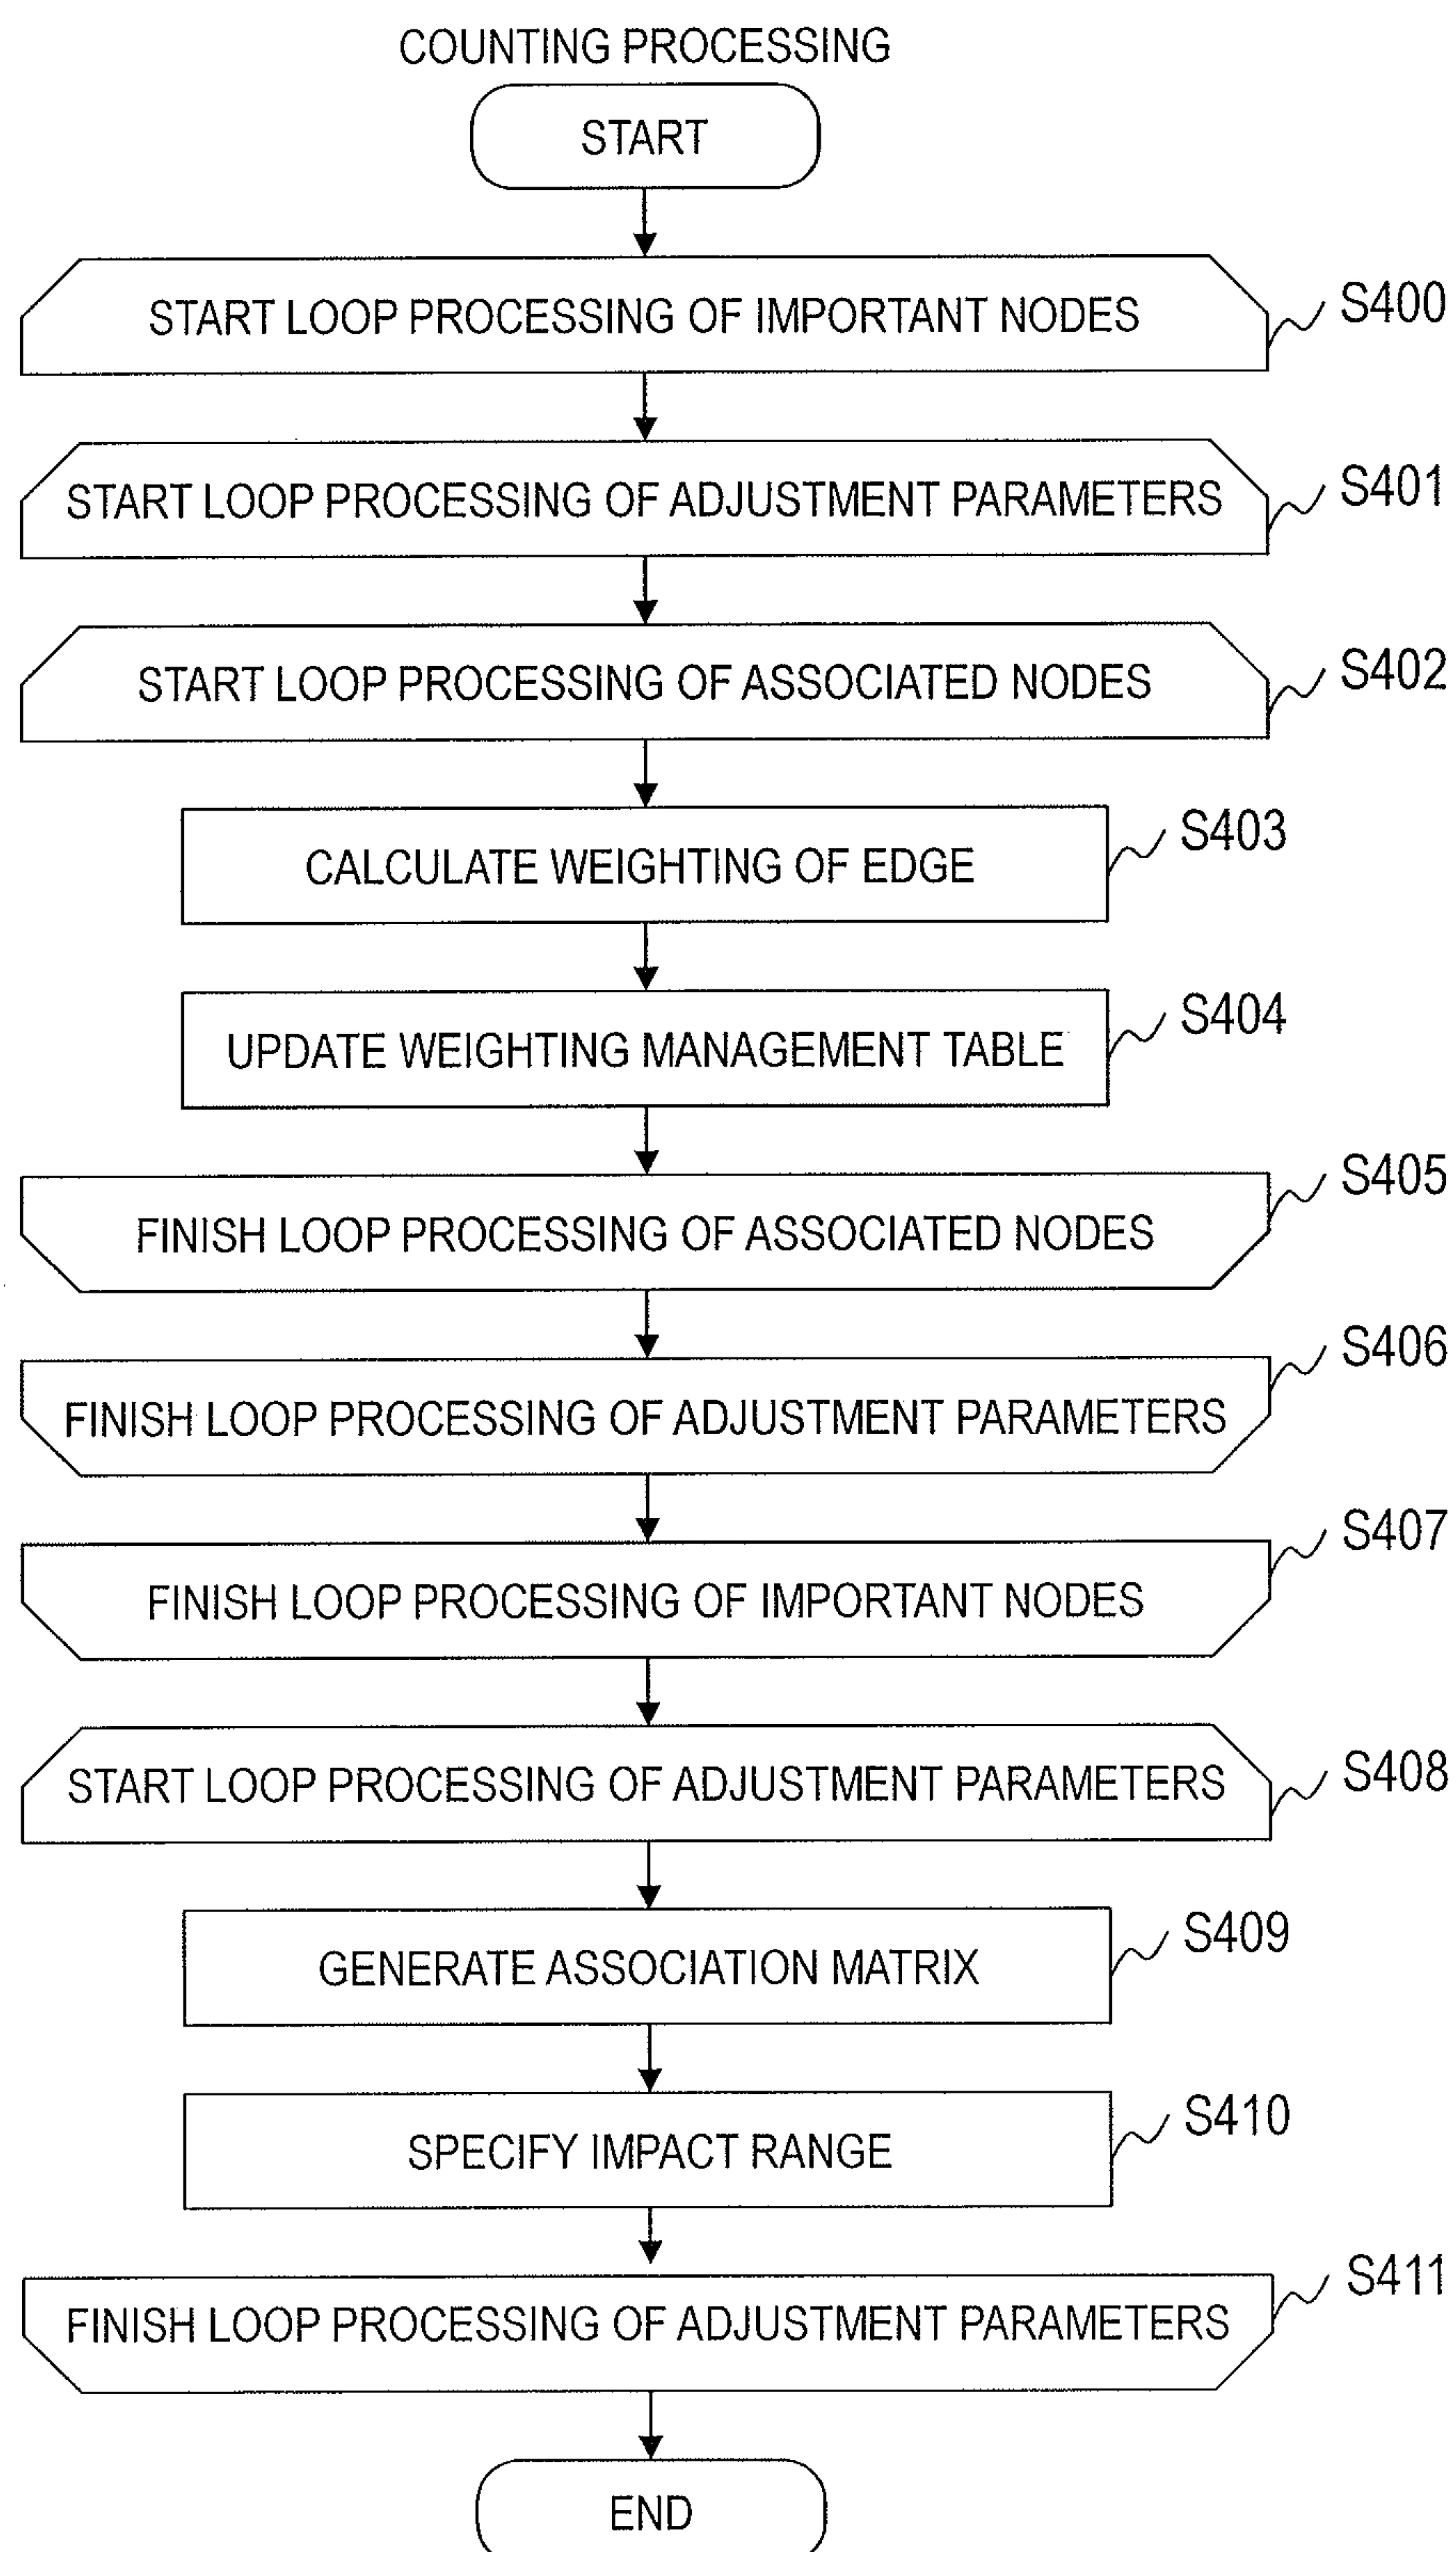 COUNTING PROCESSING
START
START LOOP PROCESSING OF IMPORTANT NODES
S400
START LOOP PROCESSING OF ADJUSTMENT PARAMETERS
S401
START LOOP PROCESSING OF ASSOCIATED NODES
S402
CALCULATE WEIGHTING OF EDGE
S403
UPDATE WEIGHTING MANAGEMENT TABLE
S404
FINISH LOOP PROCESSING OF ASSOCIATED NODES
S405
FINISH LOOP PROCESSING OF ADJUSTMENT PARAMETERS
S406
FINISH LOOP PROCESSING OF IMPORTANT NODES
S407
START LOOP PROCESSING OF ADJUSTMENT PARAMETERS
S408
GENERATE ASSOCIATION MATRIX
S409
SPECIFY IMPACT RANGE
S410
FINISH LOOP PROCESSING OF ADJUSTMENT PARAMETERS
S411
END